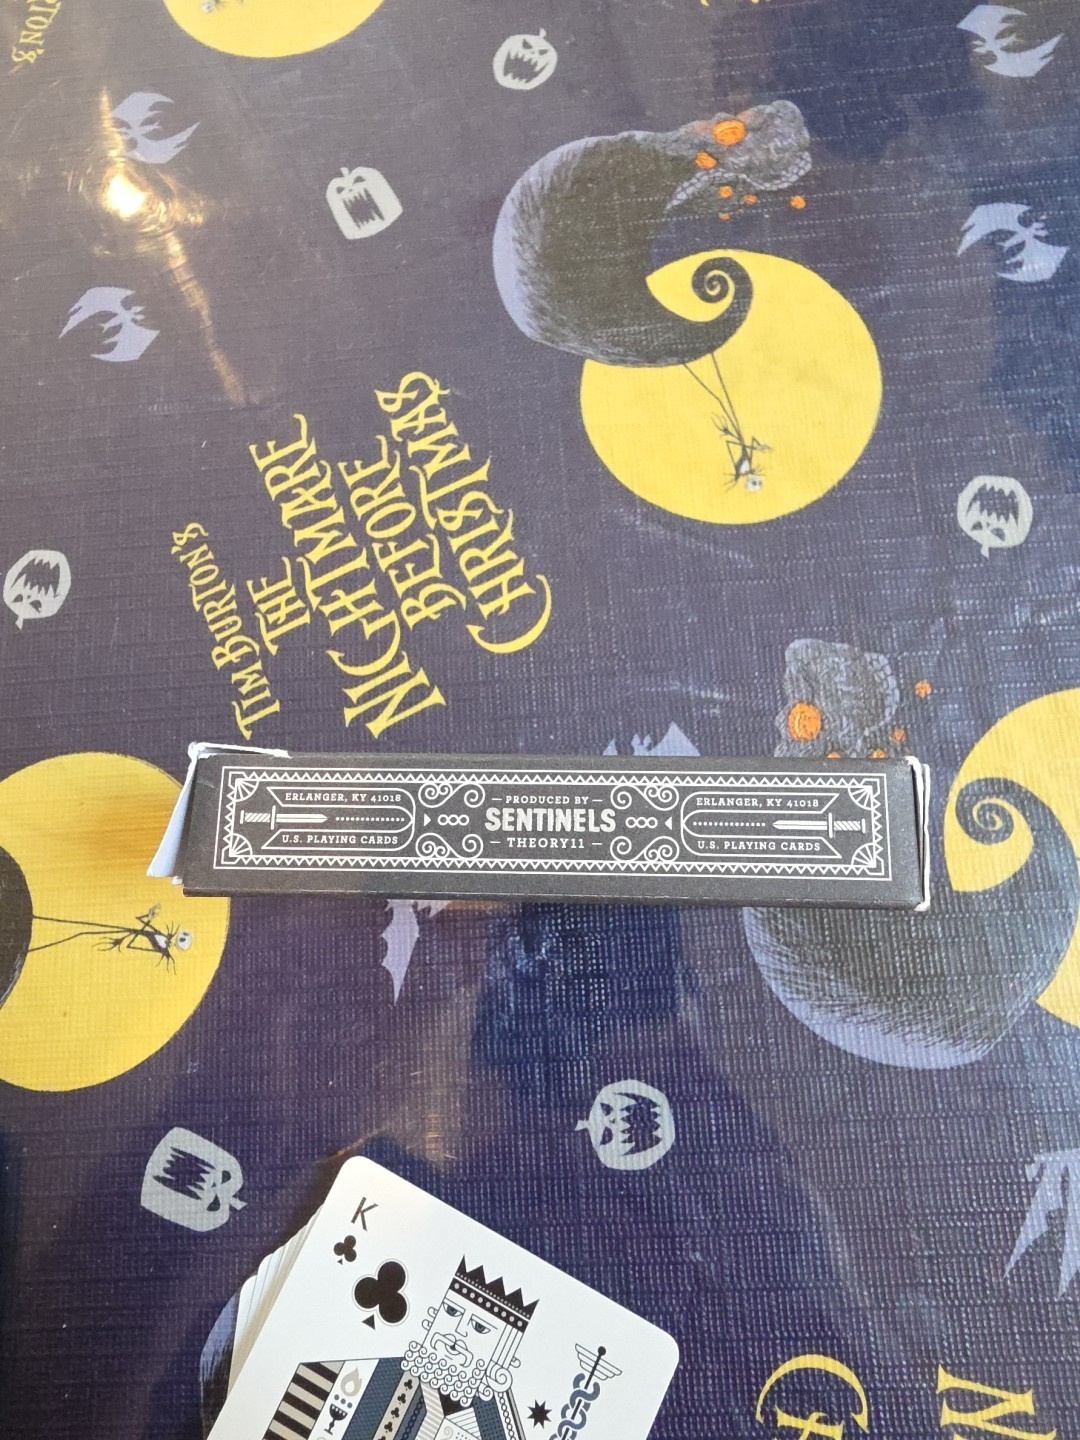 RTON'S
TIM BURTON'S
THE
NIGHTMARE
BEFORE
CHRISTMAS
ERLANGER, KY 41018
U.S. PLAYING CARDS
PRODUCED BY
SENTINELS
THEORY11
ERLANGER, KY 41018
U.S. PLAYING CARDS
K